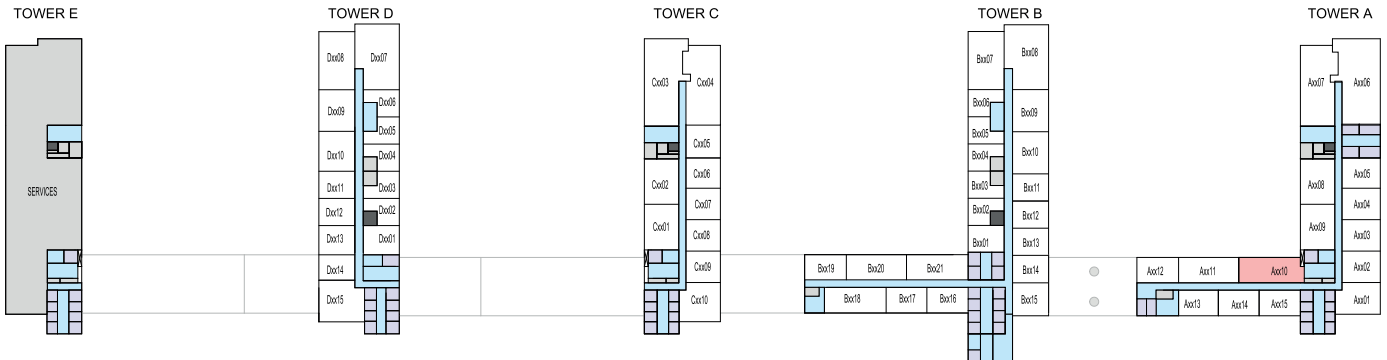 TOWER E
TOWER D
TOWER C
TOWER B
TOWER A
SERVICES
Dxx08
Dxx07
Dxx09
Dxx06
Dxx05
Dxx10
Dxx04
Dxx11
Dxx03
Dxx12
Dxx02
Dxx13
Dxx01
Dxx14
Dxx15
Cxx03
Cxx04
Cxx05
Cxx02
Cxx06
Cxx07
Cxx01
Cxx08
Cxx09
Cxx10
Bxx07
Bxx08
Bxx06
Bxx09
Bxx05
Bxx04
Bxx10
Bxx03
Bxx11
Bxx02
Bxx12
Bxx01
Bxx13
Bxx19
Bxx20
Bxx21
Bxx14
Bxx18
Bxx17
Bxx16
Bxx15
Axx07
Axx06
Axx05
Axx08
Axx04
Axx09
Axx03
Axx12
Axx11
Axx10
Axx02
Axx13
Axx14
Axx15
Axx01